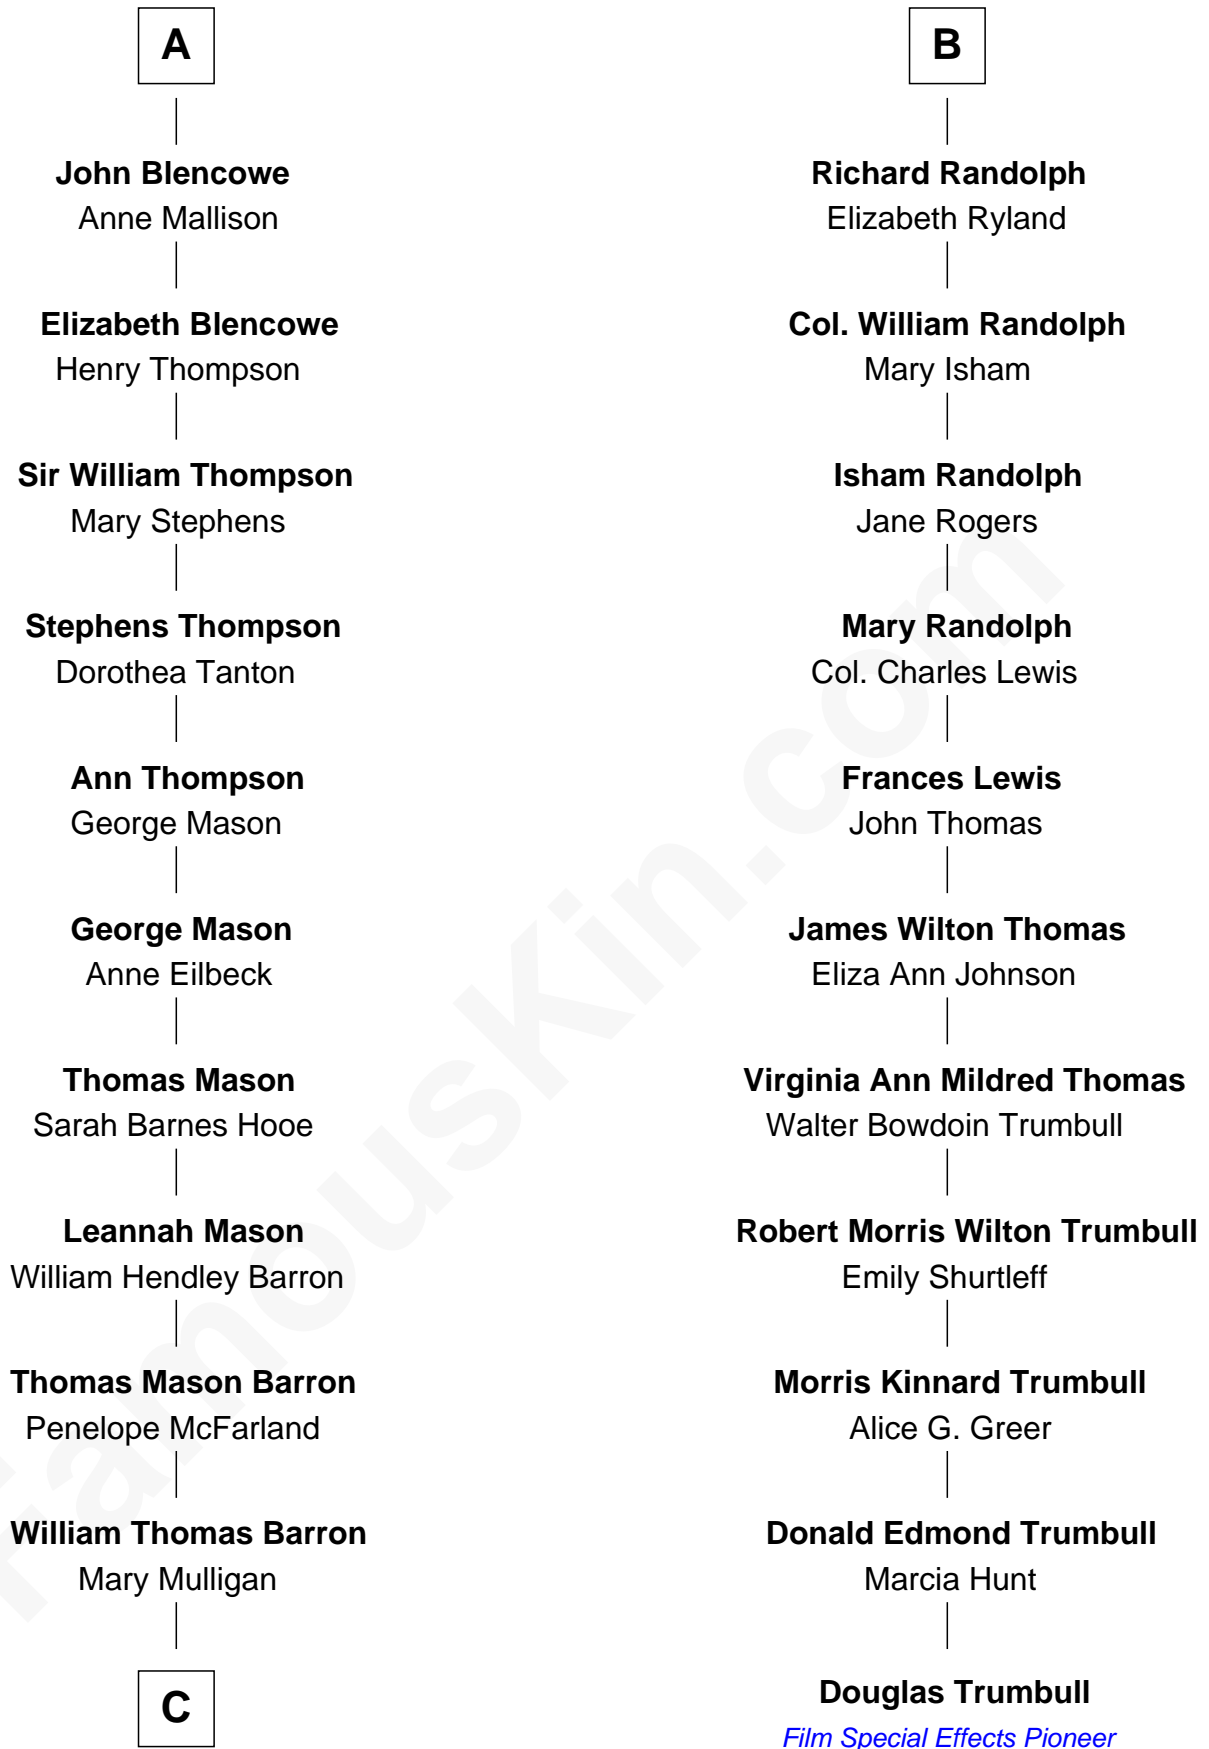 A
John Blencowe
Anne Mallison
Elizabeth Blencowe
Henry Thompson
Sir William Thompson
Mary Stephens
Stephens Thompson
Dorothea Tanton
Ann Thompson
George Mason
George Mason
Anne Eilbeck
Thomas Mason
Sarah Barnes Hooe
Leannah Mason
William Hendley Barron
Thomas Mason Barron
Penelope McFarland
William Thomas Barron
Mary Mulligan
C
B
Richard Randolph
Elizabeth Ryland
Col. William Randolph
Mary Isham
Isham Randolph
Jane Rogers
Mary Randolph
Col. Charles Lewis
Frances Lewis
John Thomas
James Wilton Thomas
Eliza Ann Johnson
Virginia Ann Mildred Thomas
Walter Bowdoin Trumbull
Robert Morris Wilton Trumbull
Emily Shurtleff
Morris Kinnard Trumbull
Alice G. Greer
Donald Edmond Trumbull
Marcia Hunt
Douglas Trumbull
Film Special Effects Pioneer
FamousKin.com